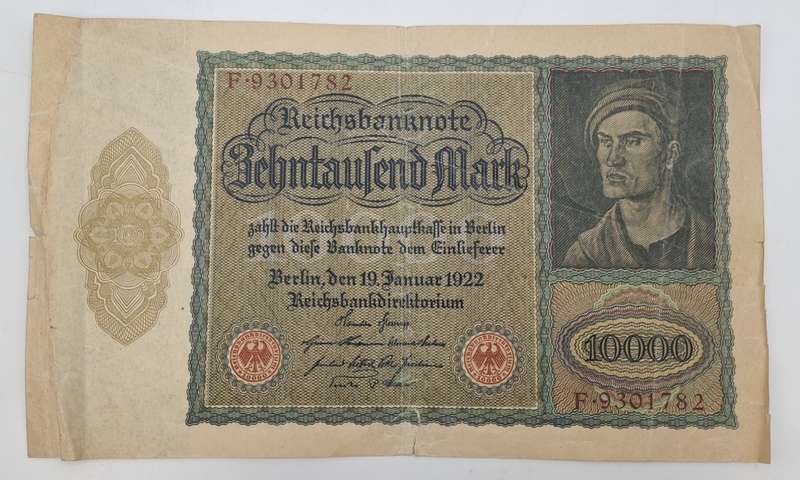 F·9301782
Reichsbanknote
Zehntausend Mark
zahlt die Reichsbankhauptkasse in Berlin
gegen diese Banknote dem Einlieferer
Berlin, den 19. Januar 1922
Reichsbankdirektorium
10000
F·9301782